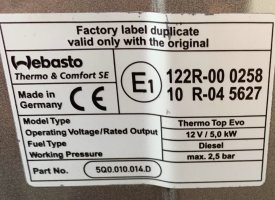 Factory label duplicate
valid only with the original
Webasto
Thermo & Comfort SE
Made in
Germany
CE
E1
122R-00 0258
10 R-04 5627
Model Type Thermo Top Evo
Operating Voltage/Rated Output 12 V / 5,0 kW
Fuel Type Diesel
Working Pressure max. 2,5 bar
Part No. 5Q0.010.014.D